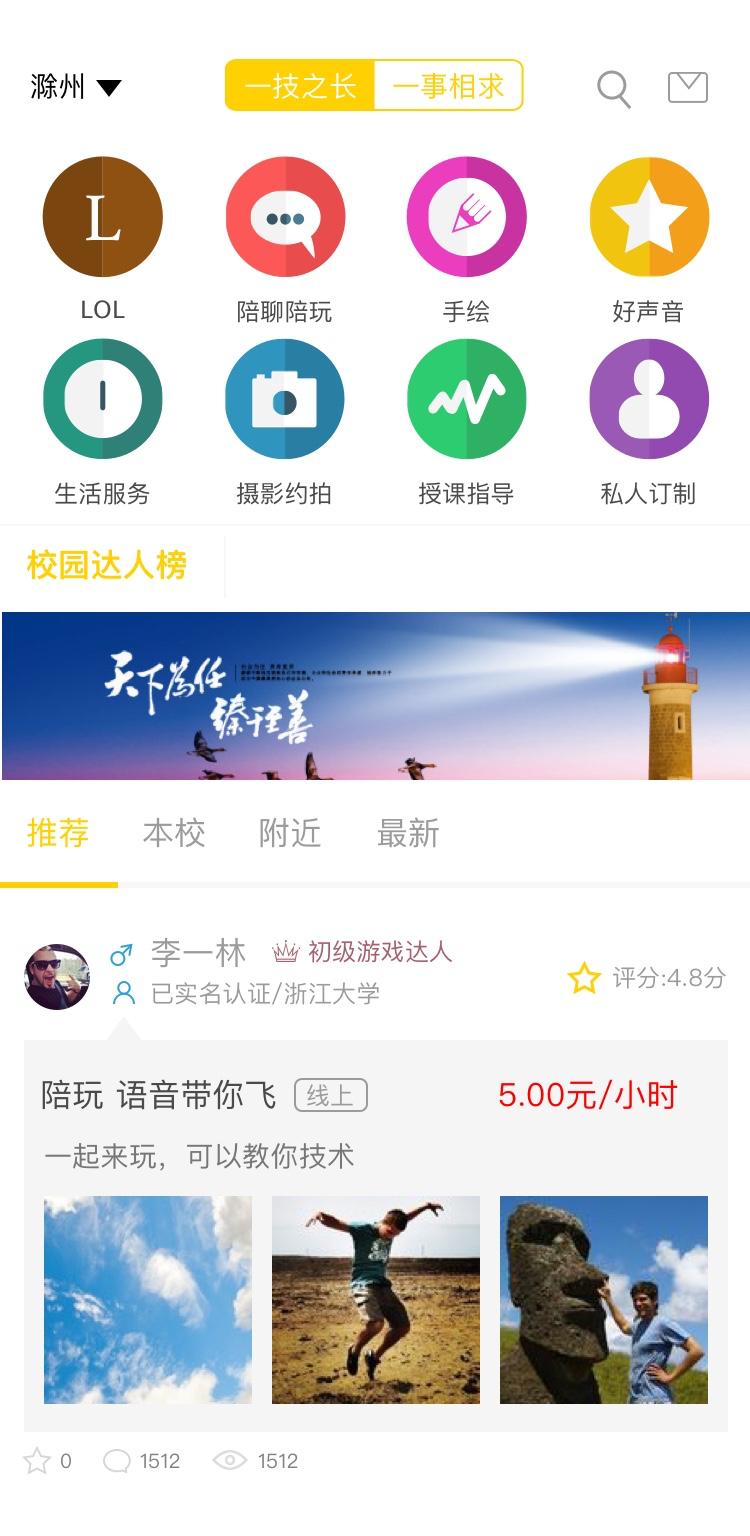 滁州
一技之长 一事相求
L
LOL 陪聊陪玩 手绘 好声音
生活服务 摄影约拍 授课指导 私人订制
校园达人榜
天下為任
臻于至善
推荐 本校 附近 最新
李一林 初级游戏达人
已实名认证/浙江大学 评分:4.8分
陪玩 语音带你飞 线上 5.00元/小时
一起来玩，可以教你技术
0 1512 1512